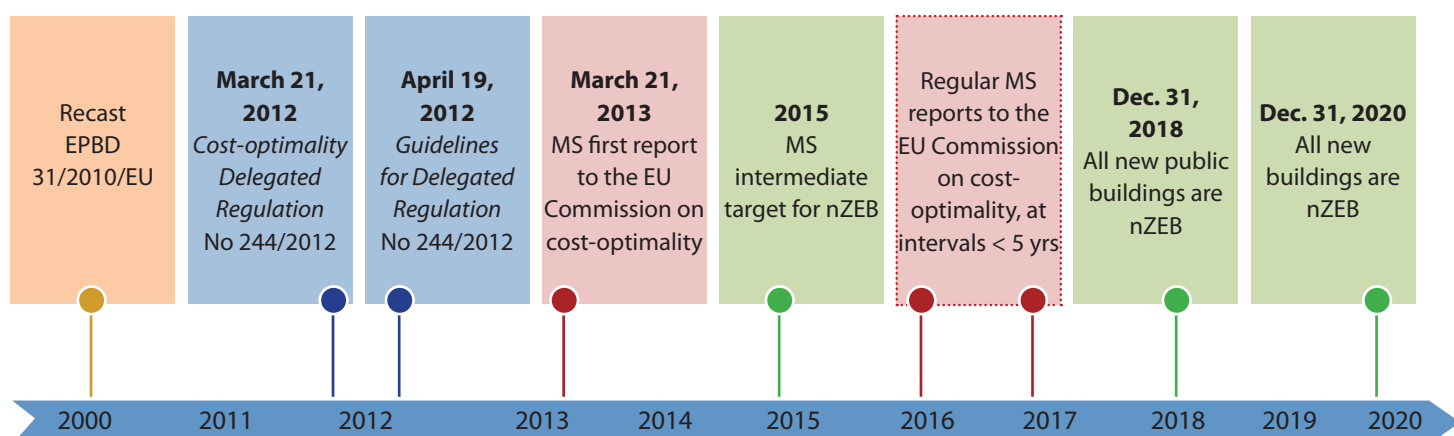 Recast
EPBD
31/2010/EU
March 21,
2012
Cost-optimality
Delegated
Regulation
No 244/2012
April 19,
2012
Guidelines
for Delegated
Regulation
No 244/2012
March 21,
2013
MS first report
to the EU
Commission on
cost-optimality
2015
MS
intermediate
target for nZEB
Regular MS
reports to the
EU Commission
on cost-
optimality, at
intervals < 5 yrs
Dec. 31,
2018
All new public
buildings are
nZEB
Dec. 31, 2020
All new
buildings are
nZEB
2000 2011 2012 2013 2014 2015 2016 2017 2018 2019 2020